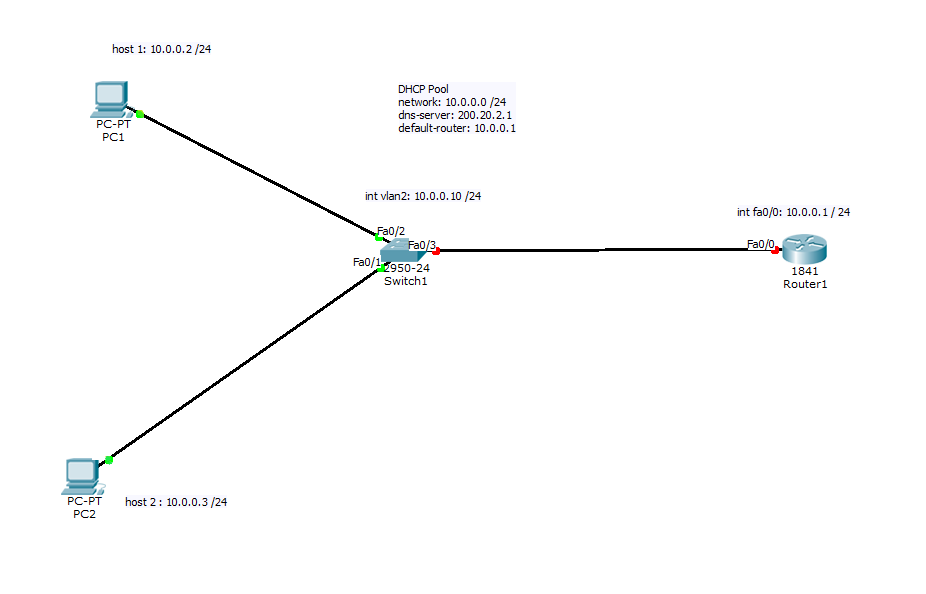 host 1: 10.0.0.2 /24
PC-PT
PC1
DHCP Pool
network: 10.0.0.0 /24
dns-server: 200.20.2.1
default-router: 10.0.0.1
int vlan2: 10.0.0.10 /24
int fa0/0: 10.0.0.1 / 24
Fa0/2
Fa0/3
Fa0/1
2950-24
Switch1
Fa0/0
1841
Router1
PC-PT
PC2
host 2 : 10.0.0.3 /24